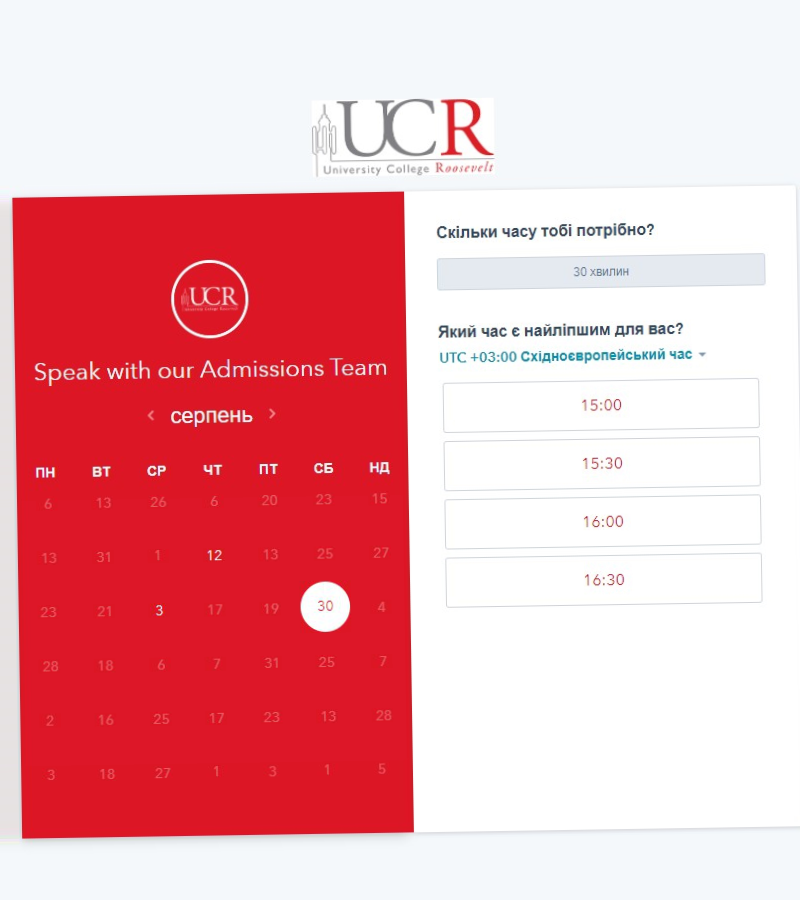 UCR
University College Roosevelt
UCR
University College Roosevelt
Speak with our Admissions Team
серпень
ПН ВТ СР ЧТ ПТ СБ НД
6 13 26 6 20 23 15
13 31 1 12 13 25 27
23 21 3 17 19 30 4
28 18 6 7 31 25 7
2 16 25 17 23 13 28
3 18 27 1 3 1 5
Скільки часу тобі потрібно?
30 хвилин
Який час є найліпшим для вас?
UTC +03:00 Східноєвропейський час
15:00
15:30
16:00
16:30